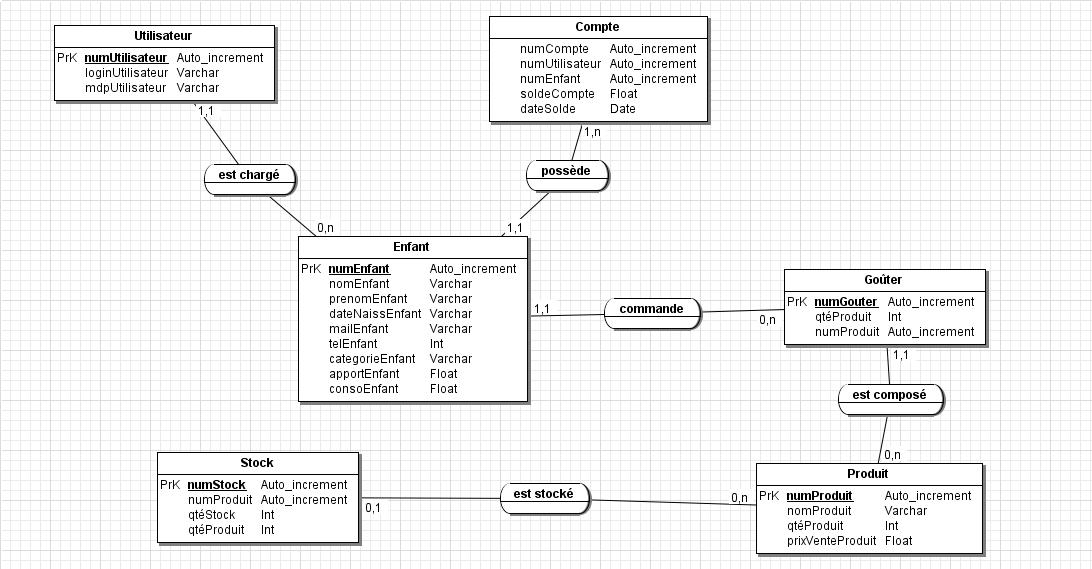 Utilisateur
PrK numUtilisateur Auto_increment
loginUtilisateur Varchar
mdpUtilisateur Varchar
1,1
Compte
numCompte Auto_increment
numUtilisateur Auto_increment
numEnfant Auto_increment
soldeCompte Float
dateSolde Date
1,n
est chargé
possède
0,n
1,1
Enfant
PrK numEnfant Auto_increment
nomEnfant Varchar
prenomEnfant Varchar
dateNaissEnfant Varchar
mailEnfant Varchar
telEnfant Int
categorieEnfant Varchar
apportEnfant Float
consoEnfant Float
1,1
commande
0,n
Goûter
PrK numGouter Auto_increment
qtéProduit Int
numProduit Auto_increment
1,1
est composé
0,n
Stock
PrK numStock Auto_increment
numProduit Auto_increment
qtéStock Int
qtéProduit Int
0,1
est stocké
0,n
Produit
PrK numProduit Auto_increment
nomProduit Varchar
qtéProduit Int
prixVenteProduit Float